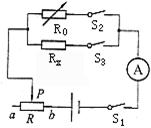 R₀ S₂
Rₓ S₃
A
P
a R b S₁